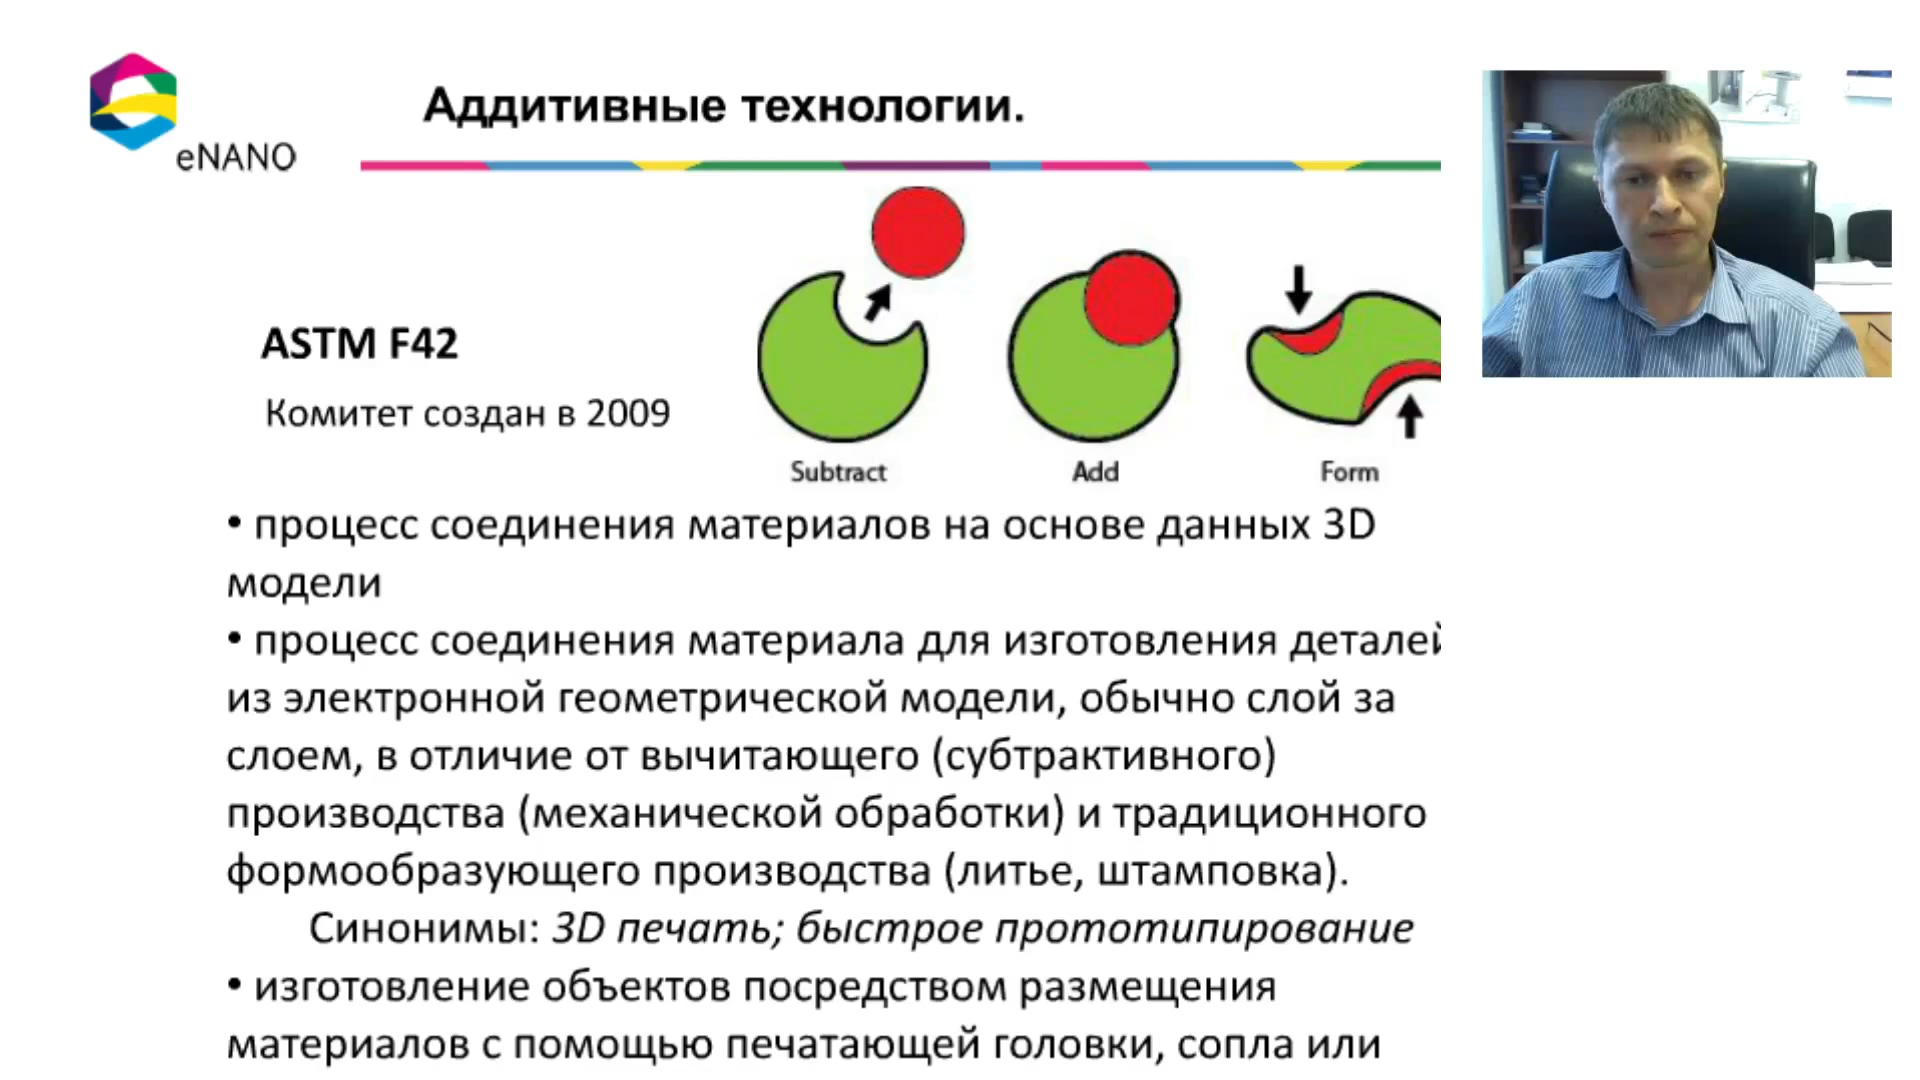 Аддитивные технологии.
eNANO
ASTM F42
Комитет создан в 2009
Subtract
Add
Form
• процесс соединения материалов на основе данных 3D
модели
• процесс соединения материала для изготовления деталей
из электронной геометрической модели, обычно слой за
слоем, в отличие от вычитающего (субтрактивного)
производства (механической обработки) и традиционного
формообразующего производства (литье, штамповка).
Синонимы: 3D печать; быстрое прототипирование
• изготовление объектов посредством размещения
материалов с помощью печатающей головки, сопла или